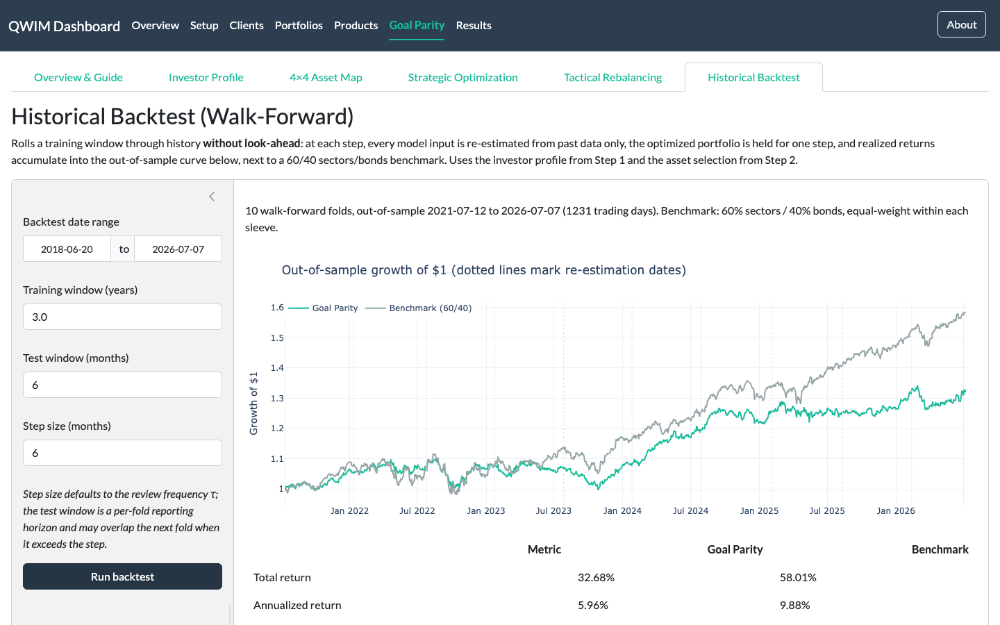 QWIM Dashboard Overview Setup Clients Portfolios Products Goal Parity Results About
Overview & Guide Investor Profile 4×4 Asset Map Strategic Optimization Tactical Rebalancing Historical Backtest
Historical Backtest (Walk-Forward)
Rolls a training window through history without look-ahead: at each step, every model input is re-estimated from past data only, the optimized portfolio is held for one step, and realized returns
accumulate into the out-of-sample curve below, next to a 60/40 sectors/bonds benchmark. Uses the investor profile from Step 1 and the asset selection from Step 2.
Backtest date range
2018-06-20 to 2026-07-07
Training window (years)
3.0
Test window (months)
6
Step size (months)
6
Step size defaults to the review frequency τ;
the test window is a per-fold reporting
horizon and may overlap the next fold when
it exceeds the step.
Run backtest
10 walk-forward folds, out-of-sample 2021-07-12 to 2026-07-07 (1231 trading days). Benchmark: 60% sectors / 40% bonds, equal-weight within each
sleeve.
Out-of-sample growth of $1 (dotted lines mark re-estimation dates)
Goal Parity Benchmark (60/40)
Growth of $1
1.6
1.5
1.4
1.3
1.2
1.1
1
Jan 2022 Jul 2022 Jan 2023 Jul 2023 Jan 2024 Jul 2024 Jan 2025 Jul 2025 Jan 2026
Metric Goal Parity Benchmark
Total return 32.68% 58.01%
Annualized return 5.96% 9.88%